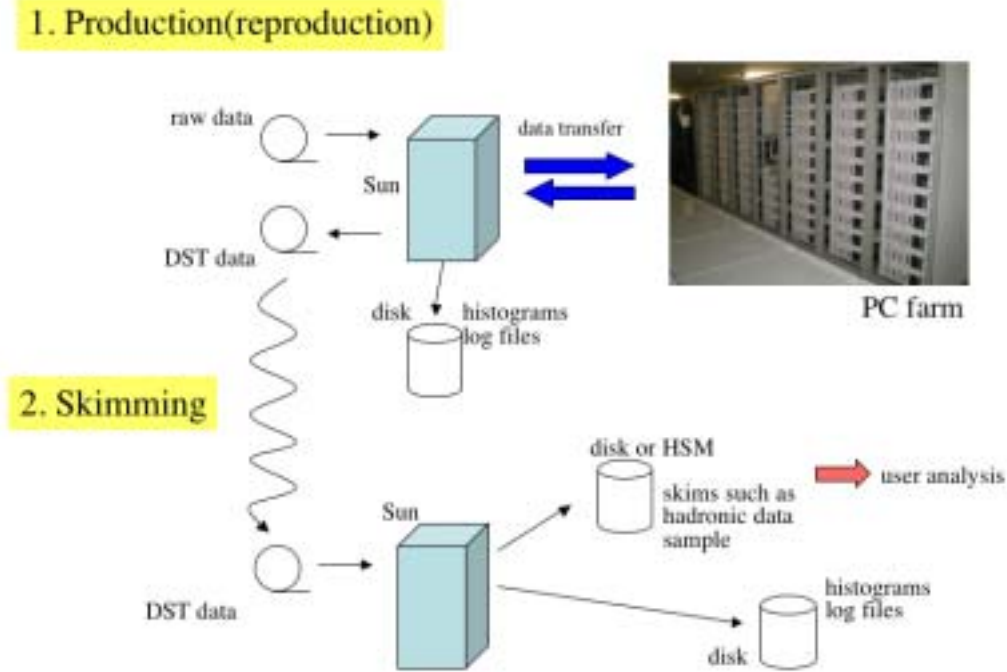 1. Production(reproduction)
raw data
Sun
data transfer
DST data
PC farm
disk
histograms
log files
2. Skimming
disk or HSM
skims such as
hadronic data
sample
user analysis
Sun
DST data
histograms
log files
disk